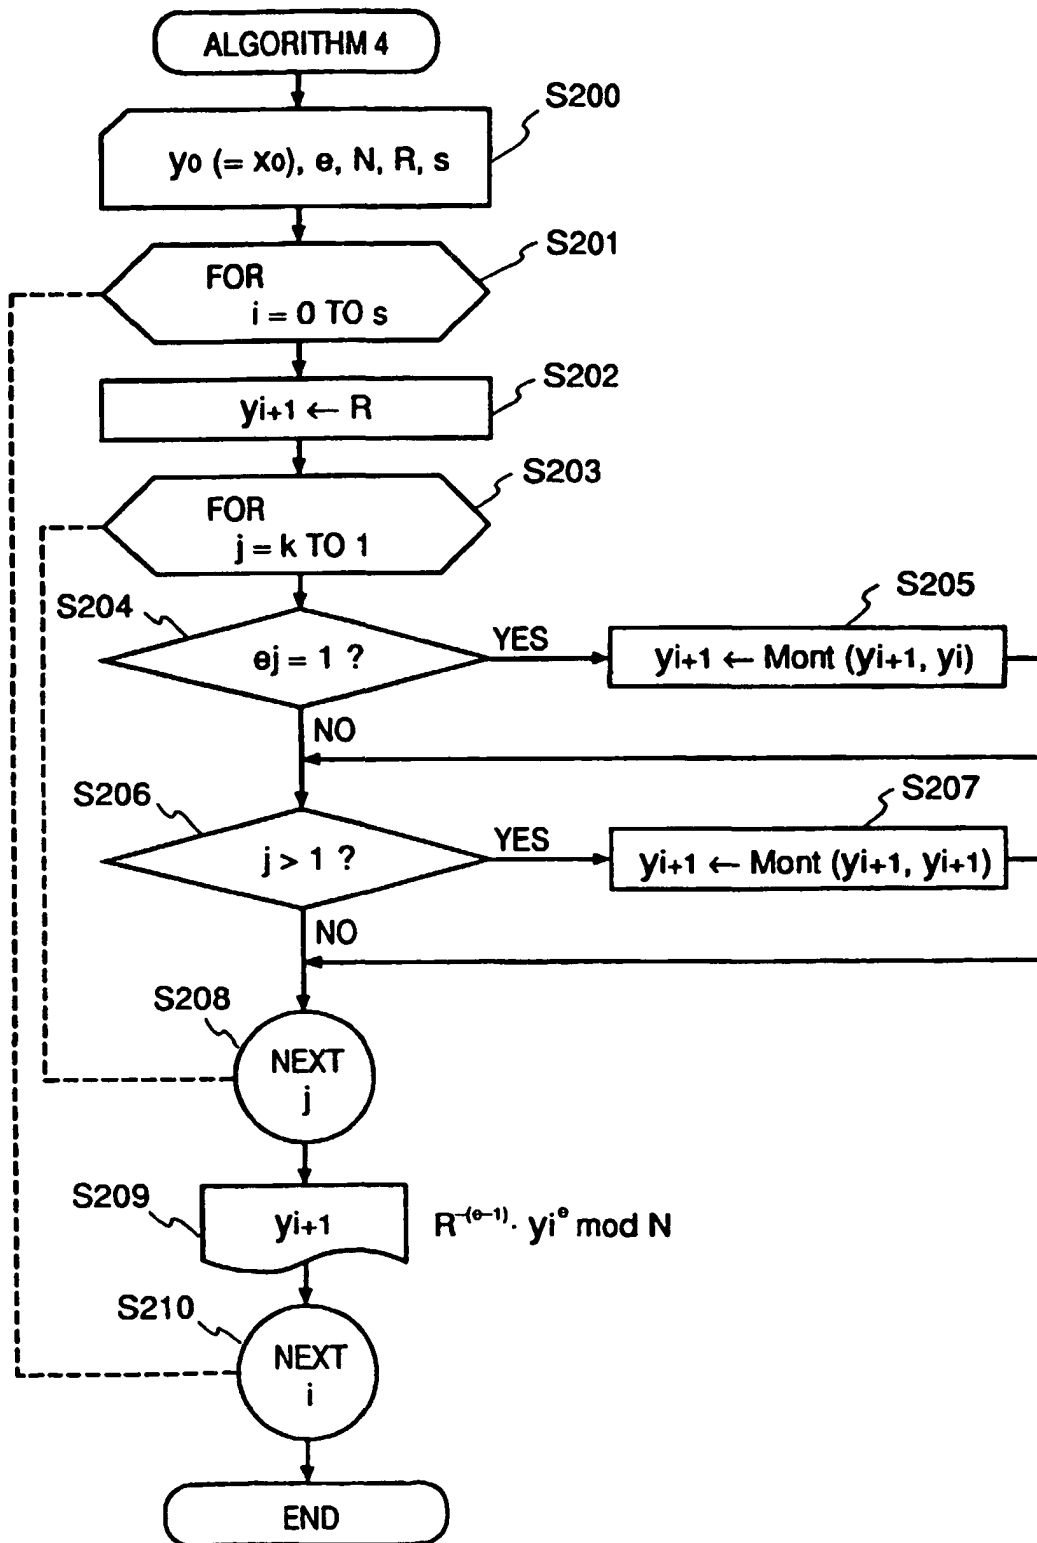 ALGORITHM 4
S200
y0 (= x0), e, N, R, s
S201
FOR
i = 0 TO s
S202
yi+1 ← R
S203
FOR
j = k TO 1
S204
ej = 1 ?
YES
S205
yi+1 ← Mont (yi+1, yi)
NO
S206
j > 1 ?
YES
S207
yi+1 ← Mont (yi+1, yi+1)
NO
S208
NEXT
j
S209
yi+1
R^-(e-1) · yi^e mod N
S210
NEXT
i
END